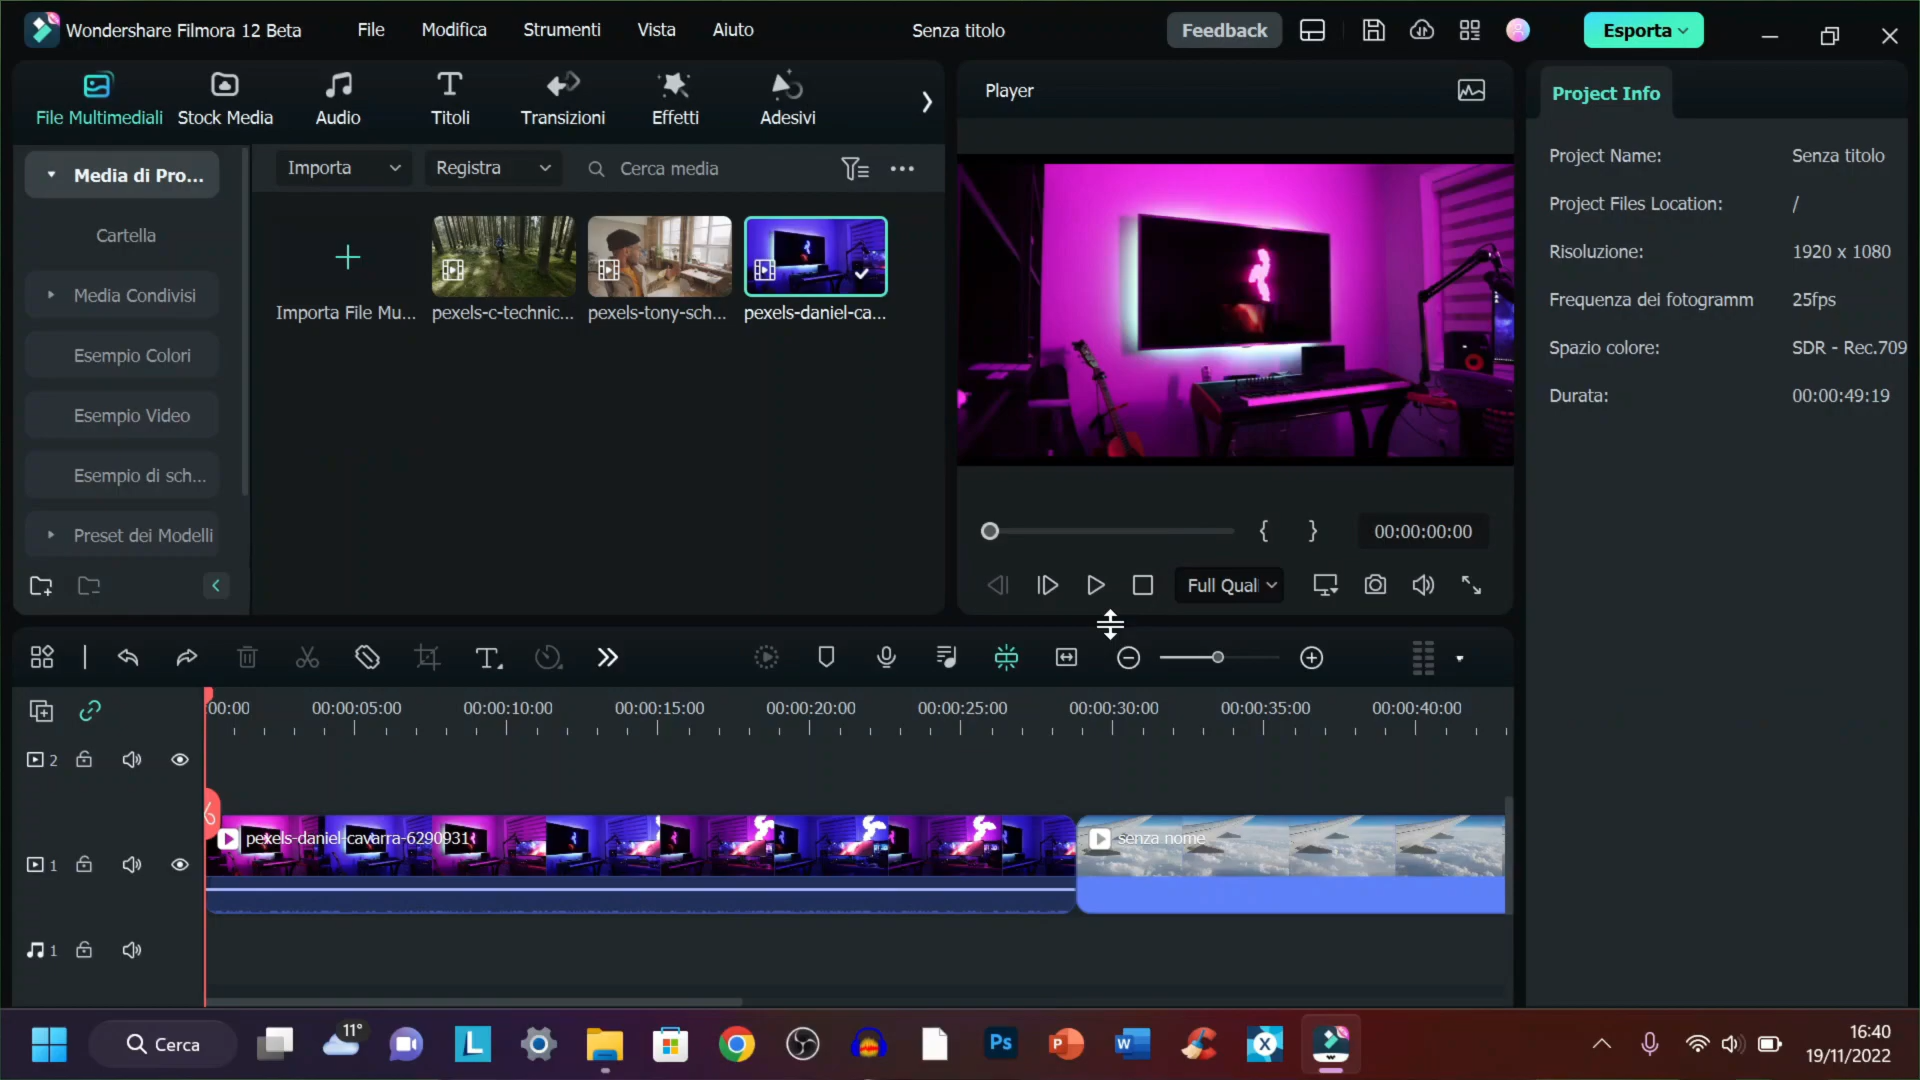 Wondershare Filmora 12 Beta
File
Modifica
Strumenti
Vista
Aiuto
Senza titolo
Feedback
Esporta
File Multimediali
Stock Media
Audio
Titoli
Transizioni
Effetti
Adesivi
Player
Project Info
Media di Pro...
Importa
Registra
Cerca media
Cartella
Media Condivisi
Esempio Colori
Esempio Video
Esempio di sch...
Preset dei Modelli
Importa File Mu...
pexels-c-technic...
pexels-tony-sch...
pexels-daniel-ca...
Project Name: Senza titolo
Project Files Location: /
Risoluzione: 1920 x 1080
Frequenza dei fotogramm 25fps
Spazio colore: SDR - Rec.709
Durata: 00:00:49:19
{ } 00:00:00:00
Full Quali
00:00 00:00:05:00 00:00:10:00 00:00:15:00 00:00:20:00 00:00:25:00 00:00:30:00 00:00:35:00 00:00:40:00
2
pexels-daniel-cavarra-6290931
senza nome
1
1
Cerca
11°
L
Ps
P
W
X
16:40
19/11/2022